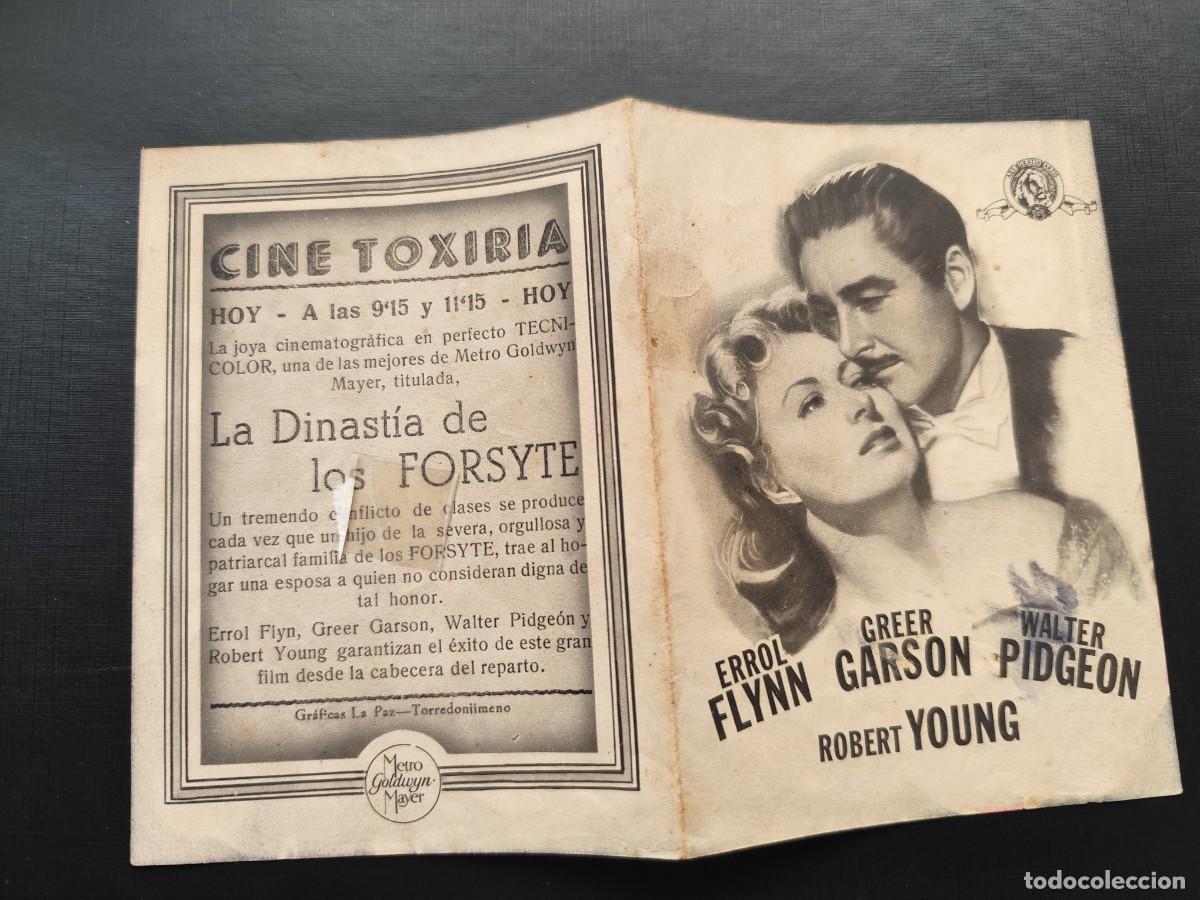 CINE TOXIRIA
HOY - A las 9'15 y 11'15 - HOY
La joya cinematográfica en perfecto TECNI-
COLOR, una de las mejores de Metro Goldwyn
Mayer, titulada,
La Dinastía de
los FORSYTE
Un tremendo conflicto de clases se produce
cada vez que un hijo de la severa, orgullosa y
patriarcal familia de los FORSYTE, trae al ho-
gar una esposa a quien no consideran digna de
tal honor.
Errol Flyn, Greer Garson, Walter Pidgeón y
Robert Young garantizan el éxito de este gran
film desde la cabecera del reparto.
Gráficas La Paz—Torredonjimeno
Metro
Goldwyn
Mayer
ARS GRATIA ARTIS
ERROL
FLYNN
GREER
GARSON
WALTER
PIDGEON
ROBERT YOUNG
todocoleccion